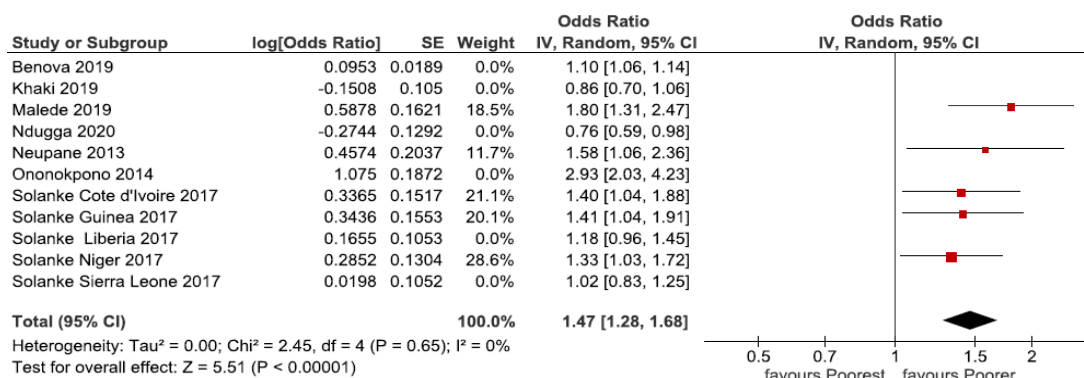 Odds Ratio Odds Ratio
Study or Subgroup log[Odds Ratio] SE Weight IV, Random, 95% CI IV, Random, 95% CI
Benova 2019 0.0953 0.0189 0.0% 1.10 [1.06, 1.14]
Khaki 2019 -0.1508 0.105 0.0% 0.86 [0.70, 1.06]
Malede 2019 0.5878 0.1621 18.5% 1.80 [1.31, 2.47]
Ndugga 2020 -0.2744 0.1292 0.0% 0.76 [0.59, 0.98]
Neupane 2013 0.4574 0.2037 11.7% 1.58 [1.06, 2.36]
Ononokpono 2014 1.075 0.1872 0.0% 2.93 [2.03, 4.23]
Solanke Cote d'Ivoire 2017 0.3365 0.1517 21.1% 1.40 [1.04, 1.88]
Solanke Guinea 2017 0.3436 0.1553 20.1% 1.41 [1.04, 1.91]
Solanke Liberia 2017 0.1655 0.1053 0.0% 1.18 [0.96, 1.45]
Solanke Niger 2017 0.2852 0.1304 28.6% 1.33 [1.03, 1.72]
Solanke Sierra Leone 2017 0.0198 0.1052 0.0% 1.02 [0.83, 1.25]
Total (95% CI) 100.0% 1.47 [1.28, 1.68]
Heterogeneity: Tau² = 0.00; Chi² = 2.45, df = 4 (P = 0.65); I² = 0%
Test for overall effect: Z = 5.51 (P < 0.00001)
0.5 0.7 1 1.5 2
favours Poorest favours Poorer